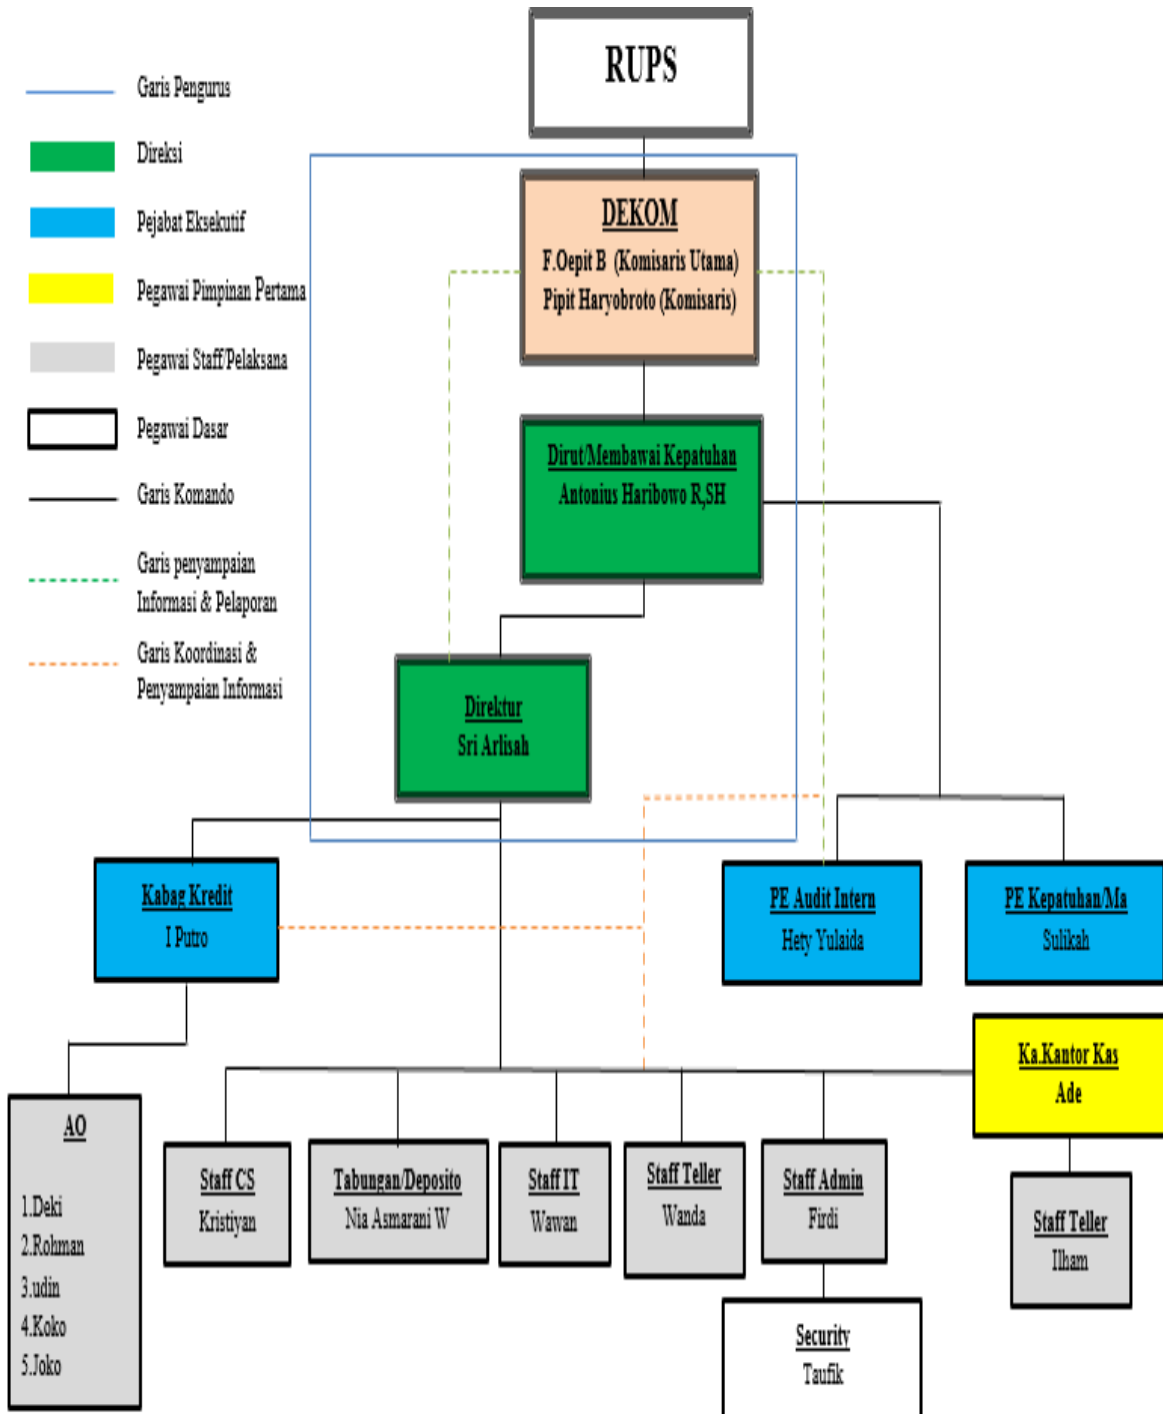 RUPS
Garis Pengurus
Direksi
Pejabat Eksekutif
Pegawai Pimpinan Pertama
Pegawai Staff/Pelaksana
Pegawai Dasar
Garis Komando
Garis penyampaian
Informasi & Pelaporan
Garis Koordinasi &
Penyampaian Informasi
DEKOM
F.Oepit B (Komisaris Utama)
Pipit Haryobroto (Komisaris)
Dirut/Membawai Kepatuhan
Antonius Haribowo R,SH
Direktur
Sri Arlisah
Kabag Kredit
I Putro
PE Audit Intern
Hety Yulaida
PE Kepatuhan/Ma
Sulikah
Ka.Kantor Kas
Ade
AO
1.Deki
2.Rohman
3.udin
4.Koko
5.Joko
Staff CS
Kristiyan
Tabungan/Deposito
Nia Asmarani W
Staff IT
Wawan
Staff Teller
Wanda
Staff Admin
Firdi
Staff Teller
Ilham
Security
Taufik